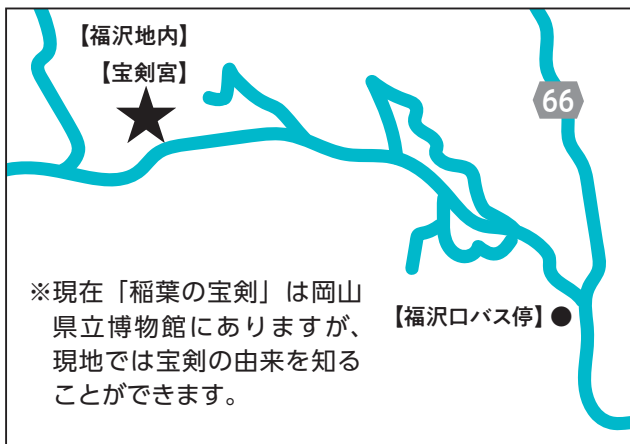 【福沢地内】
【宝剣宮】
66
【福沢口バス停】●
※現在「稲葉の宝剣」は岡山
県立博物館にありますが、
現地では宝剣の由来を知る
ことができます。